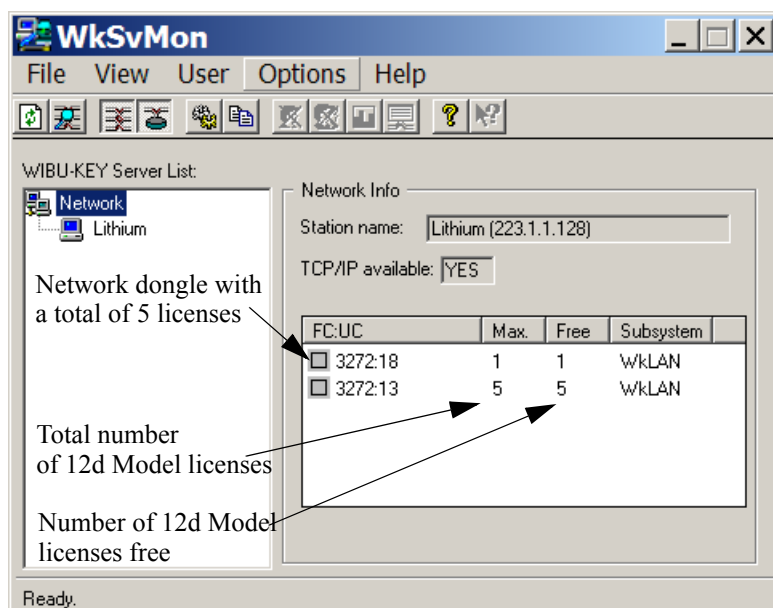 WkSvMon
File View User Options Help
WIBU-KEY Server List:
Network
Lithium
Network dongle with
a total of 5 licenses
Total number
of 12d Model licenses
Number of 12d Model
licenses free
Network Info
Station name: Lithium (223.1.1.128)
TCP/IP available: YES
FC:UC Max. Free Subsystem
3272:18 1 1 WkLAN
3272:13 5 5 WkLAN
Ready.